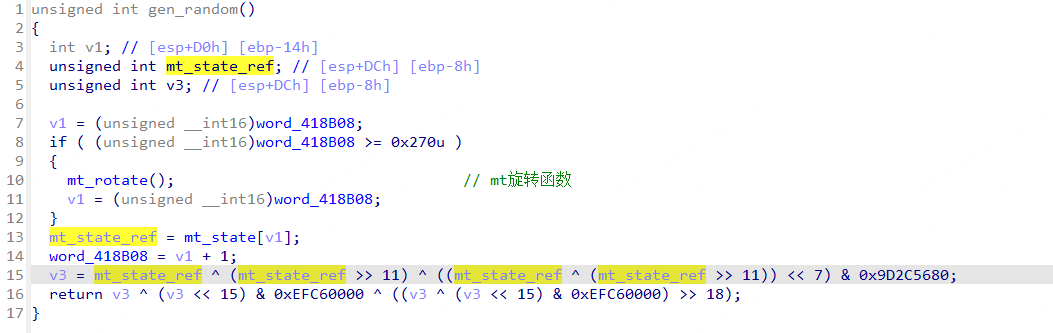 1 unsigned int gen_random()
2 {
3 int v1; // [esp+D0h] [ebp-14h]
4 unsigned int mt_state_ref; // [esp+DCh] [ebp-8h]
5 unsigned int v3; // [esp+DCh] [ebp-8h]
6
7 v1 = (unsigned __int16)word_418B08;
8 if ( (unsigned __int16)word_418B08 >= 0x270u )
9 {
10 mt_rotate(); // mt旋转函数
11 v1 = (unsigned __int16)word_418B08;
12 }
13 mt_state_ref = mt_state[v1];
14 word_418B08 = v1 + 1;
15 v3 = mt_state_ref ^ (mt_state_ref >> 11) ^ ((mt_state_ref ^ (mt_state_ref >> 11)) << 7) & 0x9D2C5680;
16 return v3 ^ (v3 << 15) & 0xEFC60000 ^ ((v3 ^ (v3 << 15) & 0xEFC60000) >> 18);
17 }